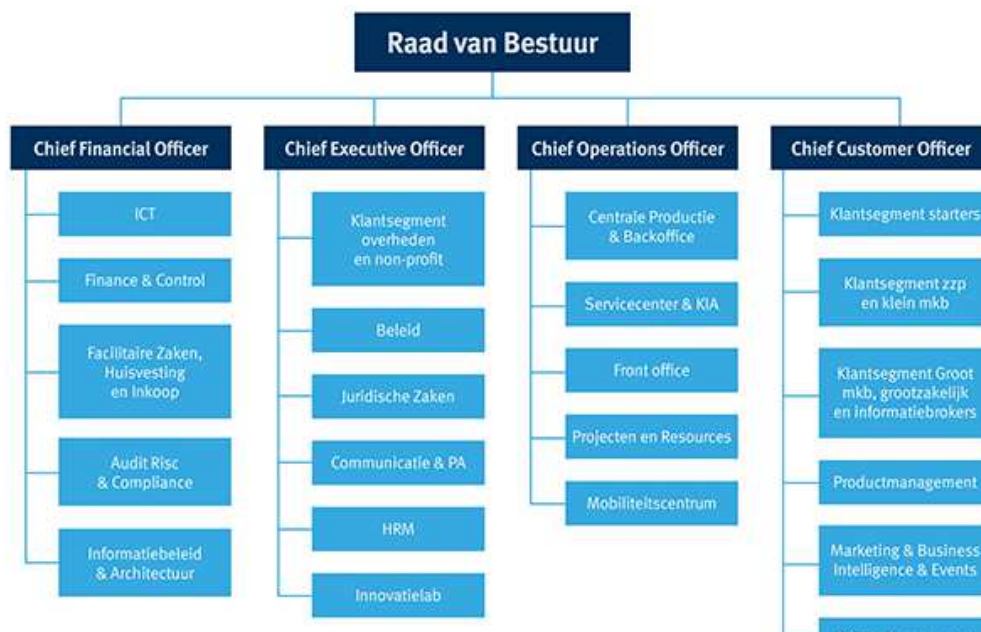 Raad van Bestuur
Chief Financial Officer
ICT
Finance & Control
Facilitaire Zaken,
Huisvesting
en Inkoop
Audit Risc
& Compliance
Informatiebeleid
& Architectuur
Chief Executive Officer
Klantsegment
overheden
en non-profit
Beleid
Juridische Zaken
Communicatie & PA
HRM
Innovatielab
Chief Operations Officer
Centrale Productie
& Backoffice
Servicecenter & KIA
Front office
Projecten en Resources
Mobiliteitscentrum
Chief Customer Officer
Klantsegment starters
Klantsegment zzp
en klein mkb
Klantsegment Groot
mkb, grootzakelijk
en informatiebrokers
Productmanagement
Marketing & Business
Intelligence & Events